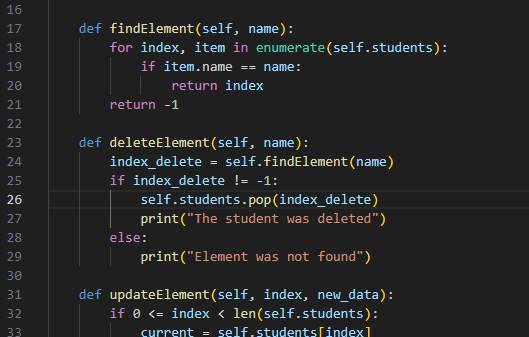 16
17 def findElement(self, name):
18 for index, item in enumerate(self.students):
19 if item.name == name:
20 return index
21 return -1
22
23 def deleteElement(self, name):
24 index_delete = self.findElement(name)
25 if index_delete != -1:
26 self.students.pop(index_delete)
27 print("The student was deleted")
28 else:
29 print("Element was not found")
30
31 def updateElement(self, index, new_data):
32 if 0 <= index < len(self.students):
33 current = self.students[index]